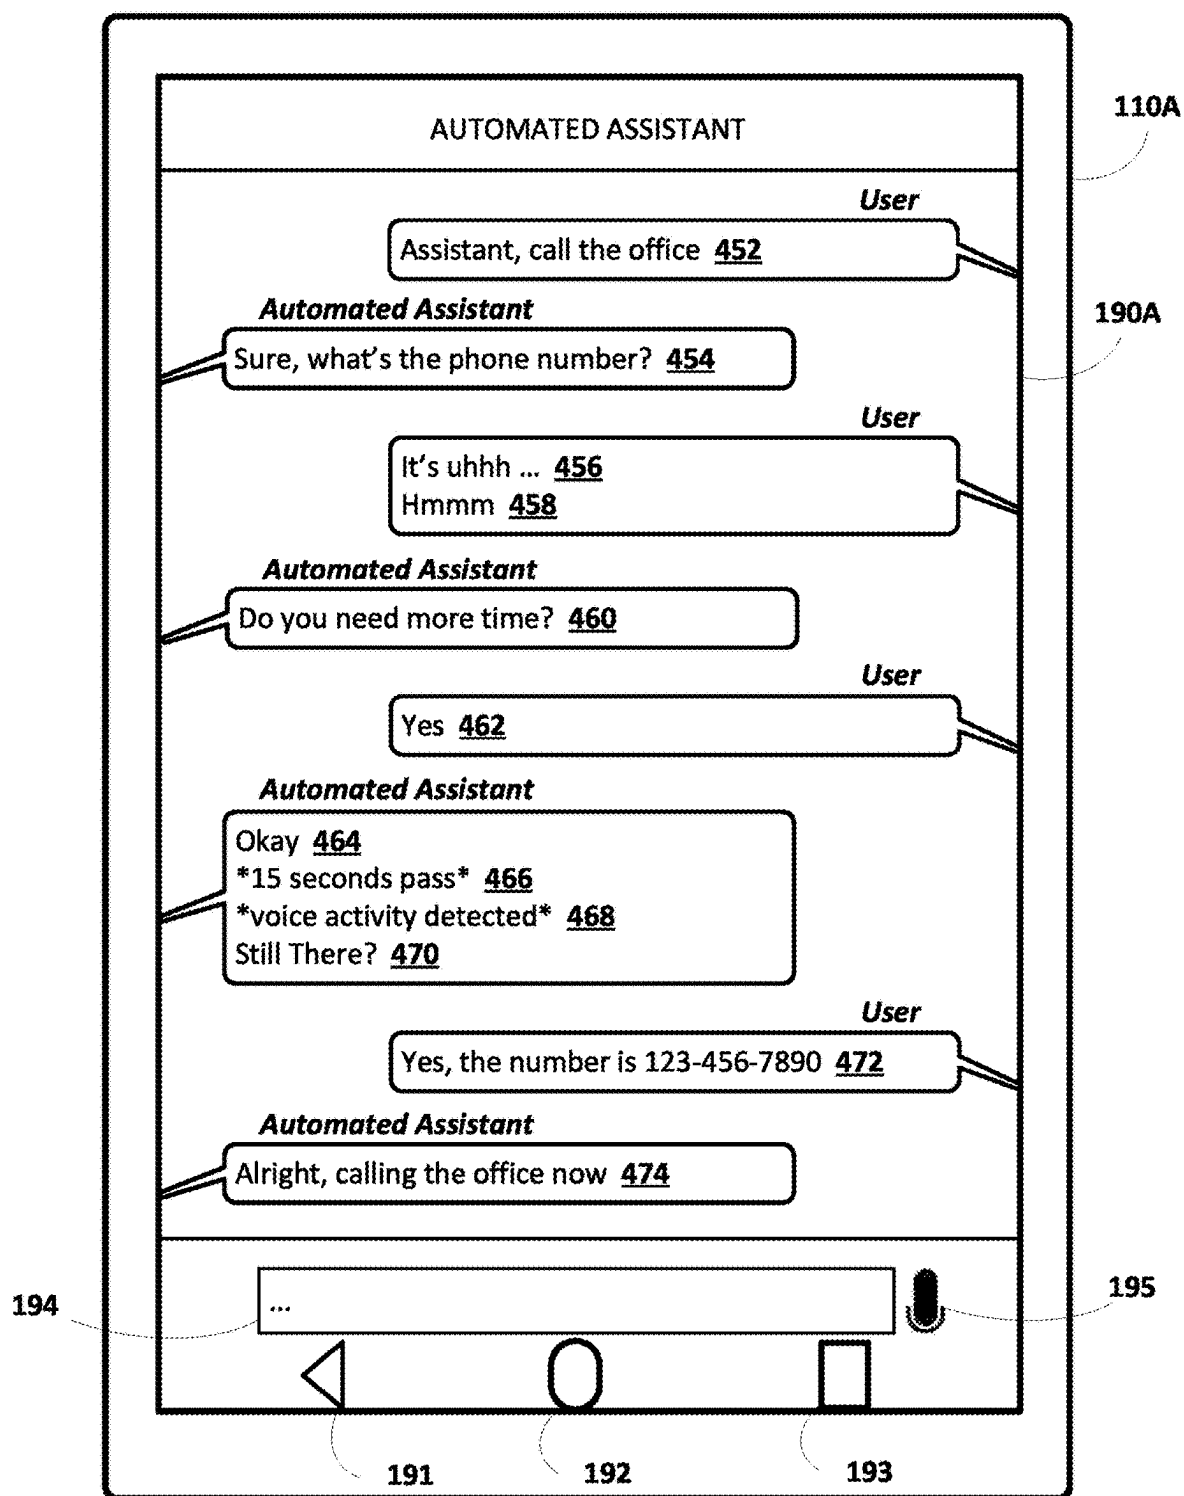 AUTOMATED ASSISTANT
110A
User
Assistant, call the office 452
Automated Assistant
190A
Sure, what's the phone number? 454
User
It's uhhh ... 456
Hmmm 458
Automated Assistant
Do you need more time? 460
User
Yes 462
Automated Assistant
Okay 464
*15 seconds pass* 466
*voice activity detected* 468
Still There? 470
User
Yes, the number is 123-456-7890 472
Automated Assistant
Alright, calling the office now 474
194
...
195
191
192
193